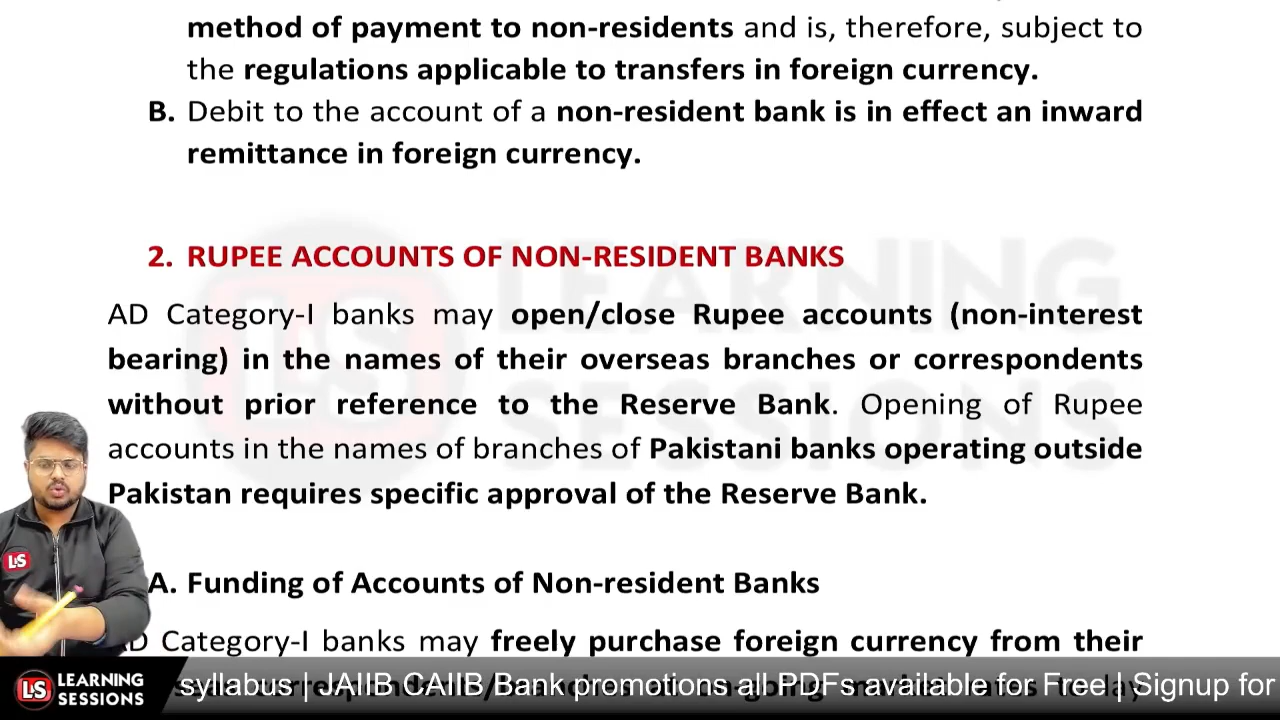 method of payment to non-residents and is, therefore, subject to
the regulations applicable to transfers in foreign currency.
B. Debit to the account of a non-resident bank is in effect an inward
remittance in foreign currency.
LEARNING
SESSIONS
LS
2. RUPEE ACCOUNTS OF NON-RESIDENT BANKS
AD Category-I banks may open/close Rupee accounts (non-interest
bearing) in the names of their overseas branches or correspondents
without prior reference to the Reserve Bank. Opening of Rupee
accounts in the names of branches of Pakistani banks operating outside
Pakistan requires specific approval of the Reserve Bank.
LS
A. Funding of Accounts of Non-resident Banks
Category-I banks may freely purchase foreign currency from their
LS LEARNING
SESSIONS
syllabus | JAIIB CAIIB Bank promotions all PDFs available for Free | Signup for